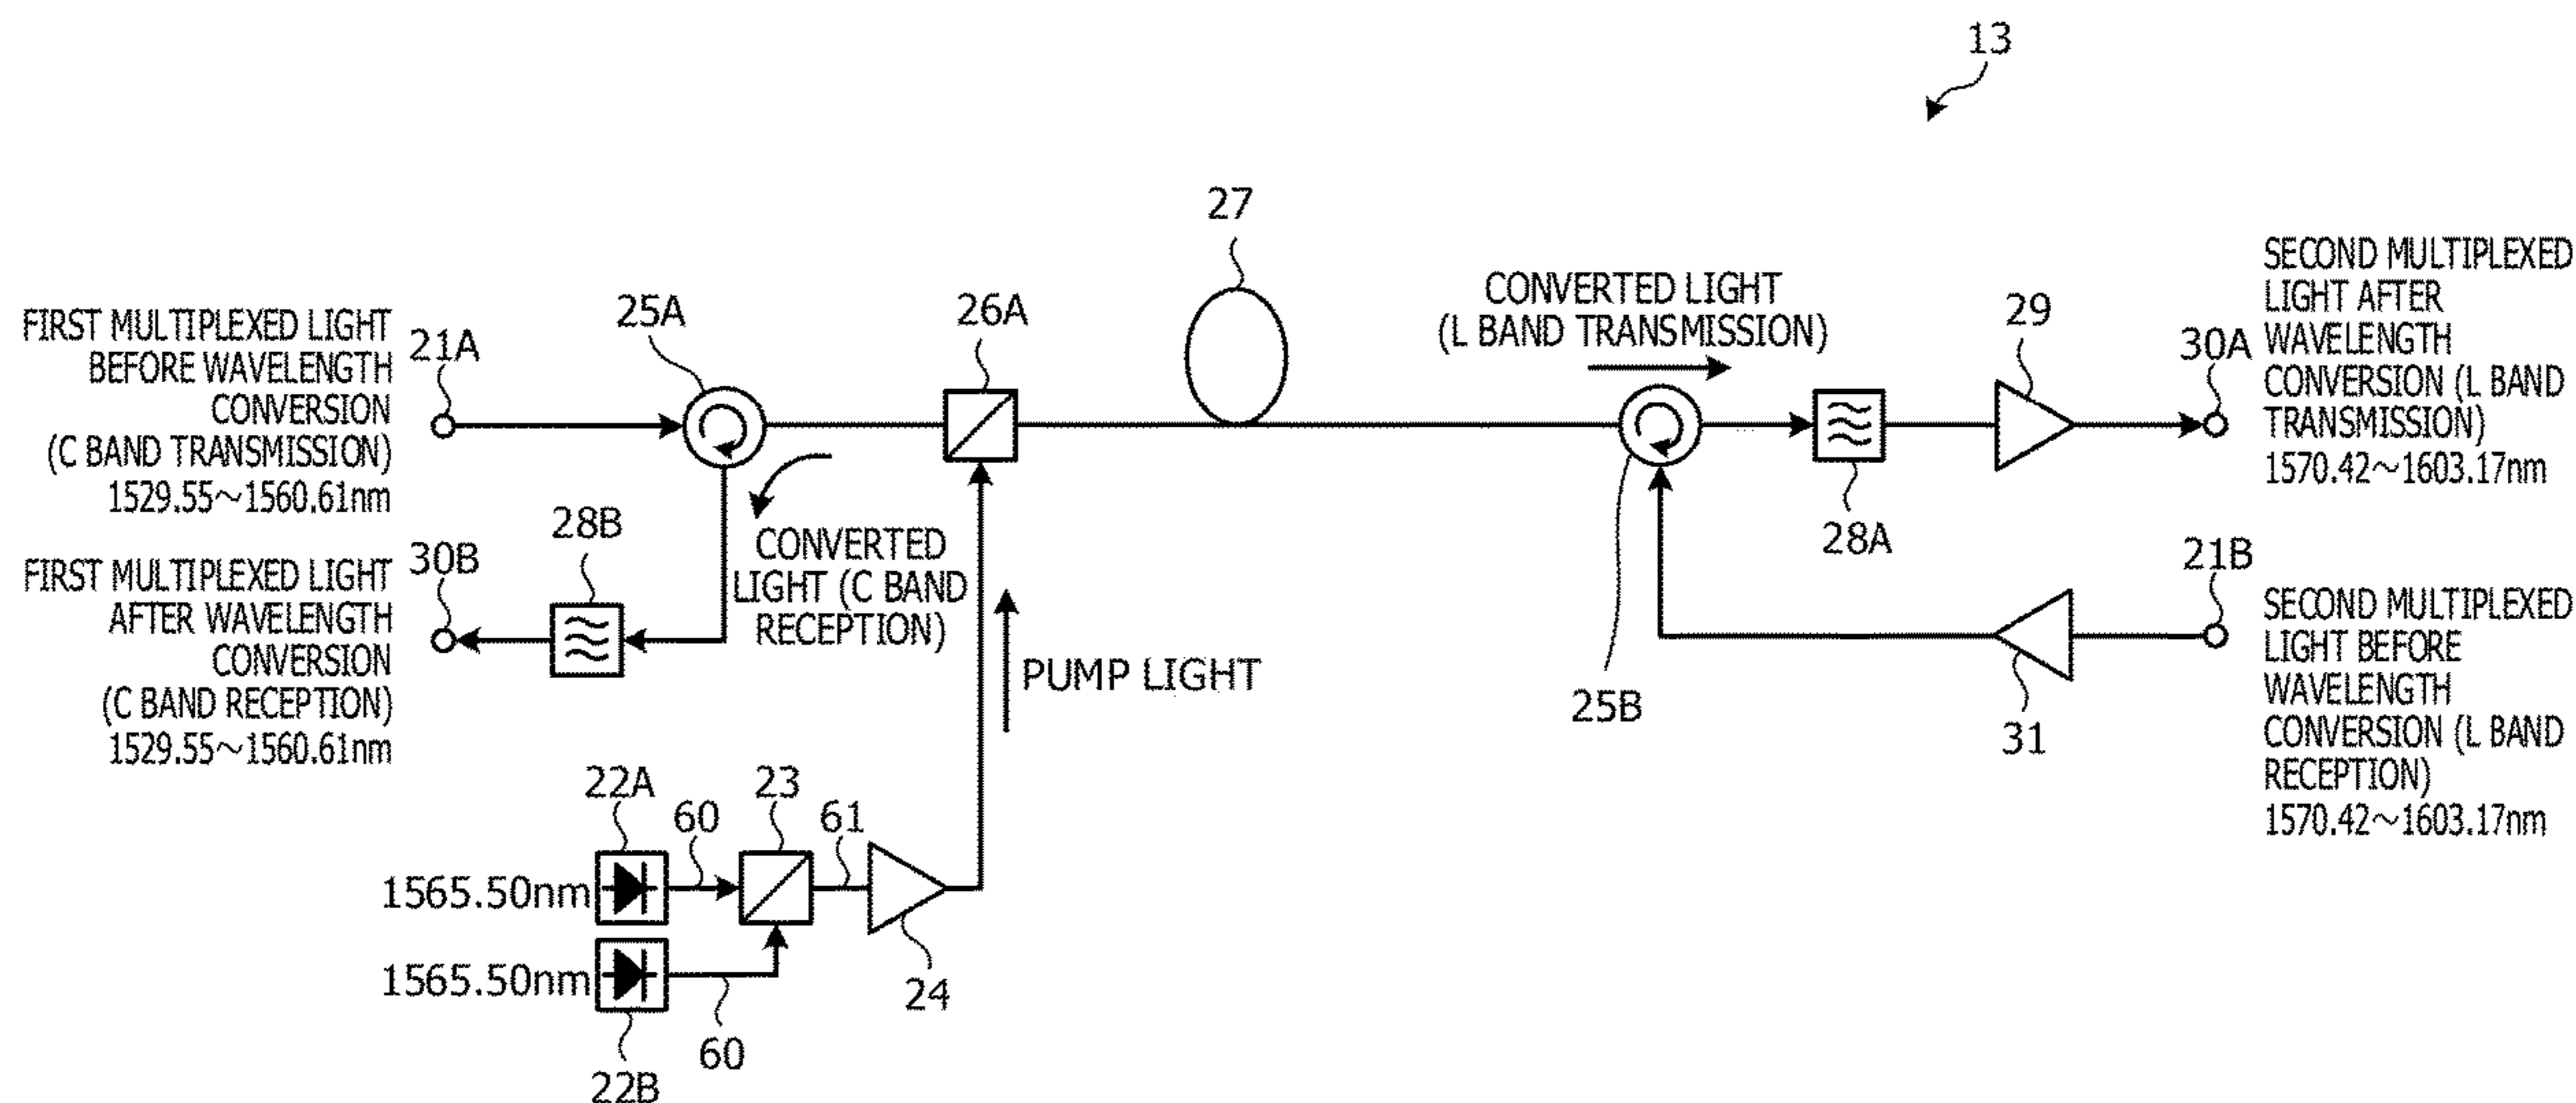 13
27
CONVERTED LIGHT
(L BAND TRANSMISSION)
SECOND MULTIPLEXED
LIGHT AFTER
WAVELENGTH
CONVERSION (L BAND
TRANSMISSION)
1570.42~1603.17nm
FIRST MULTIPLEXED LIGHT
BEFORE WAVELENGTH
CONVERSION
(C BAND TRANSMISSION)
1529.55~1560.61nm
21A
25A
26A
29
30A
28B
30B
FIRST MULTIPLEXED LIGHT
AFTER WAVELENGTH
CONVERSION
(C BAND RECEPTION)
1529.55~1560.61nm
CONVERTED
LIGHT (C BAND
RECEPTION)
PUMP LIGHT
28A
21B
25B
31
SECOND MULTIPLEXED
LIGHT BEFORE
WAVELENGTH
CONVERSION (L BAND
RECEPTION)
1570.42~1603.17nm
22A
60
23
61
1565.50nm
1565.50nm
24
60
22B